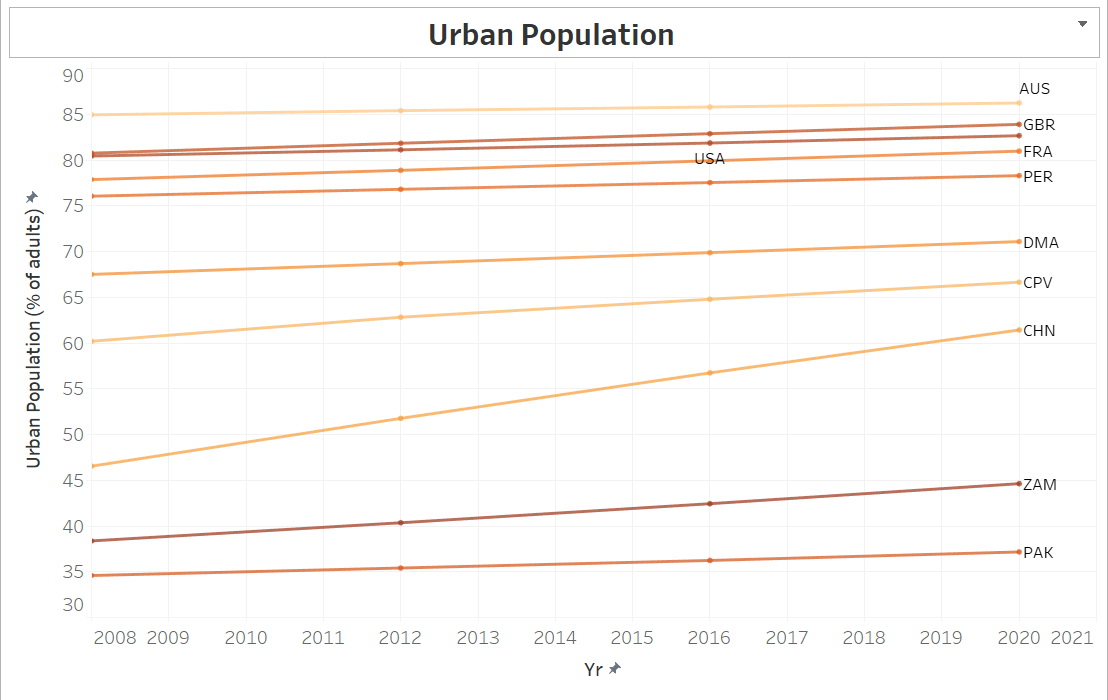 Urban Population
Urban Population (% of adults)
90
85
80
75
70
65
60
55
50
45
40
35
30
AUS
GBR
USA
FRA
PER
DMA
CPV
CHN
ZAM
PAK
2008 2009 2010 2011 2012 2013 2014 2015 2016 2017 2018 2019 2020 2021
Yr